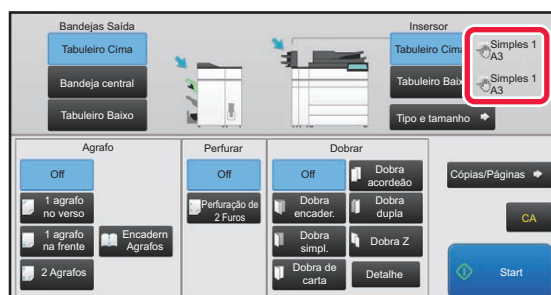 Bandejas Saída
Tabuleiro Cima
Bandeja central
Tabuleiro Baixo
Insersor
Tabuleiro Cima
Simples 1
A3
Tabuleiro Baix
Simples 1
A3
Tipo e tamanho
Agrafo
Off
1 agrafo
no verso
1 agrafo
na frente
Encadern
Agrafos
2 Agrafos
Perfurar
Off
Perfuração de
2 Furos
Dobrar
Off
Dobra
acordeão
Dobra
encader.
Dobra
dupla
Dobra
simpl.
Dobra Z
Dobra de
carta
Detalhe
Cópias/Páginas
CA
Start